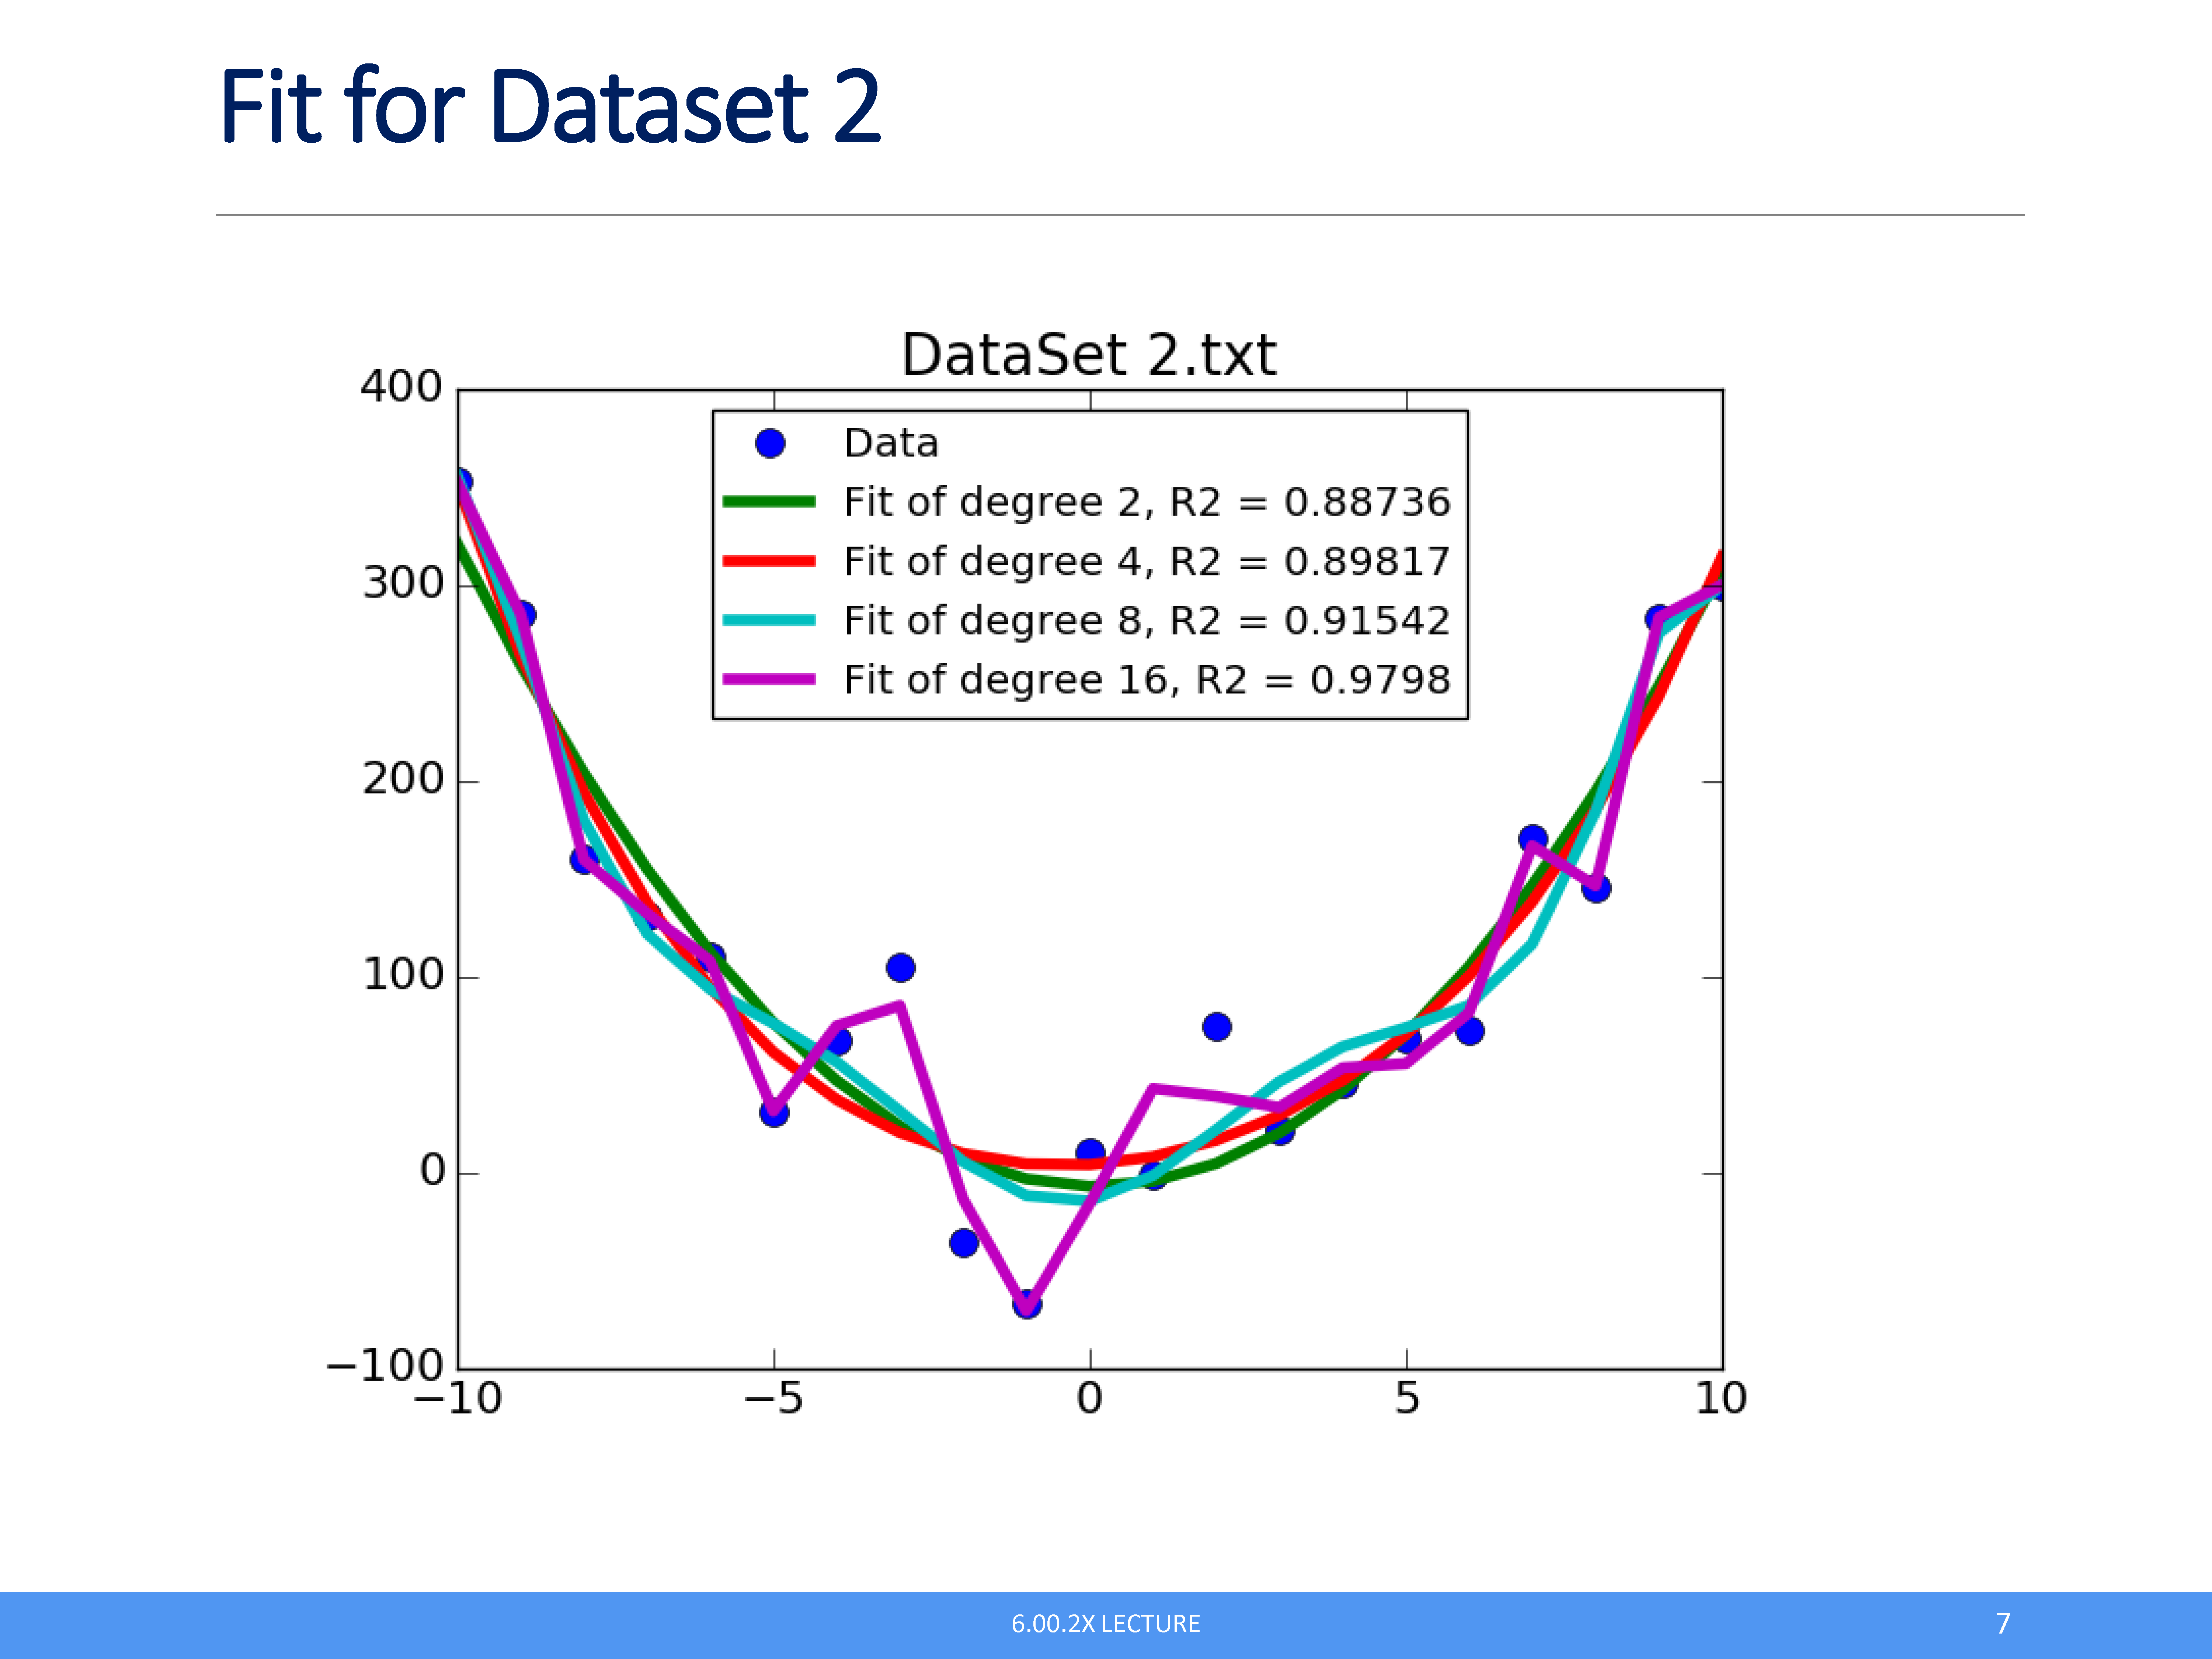 Fit for Dataset 2
DataSet 2.txt
400
300
200
100
0
−100
−10
−5
0
5
10
Data
Fit of degree 2, R2 = 0.88736
Fit of degree 4, R2 = 0.89817
Fit of degree 8, R2 = 0.91542
Fit of degree 16, R2 = 0.9798
6.00.2X LECTURE
7